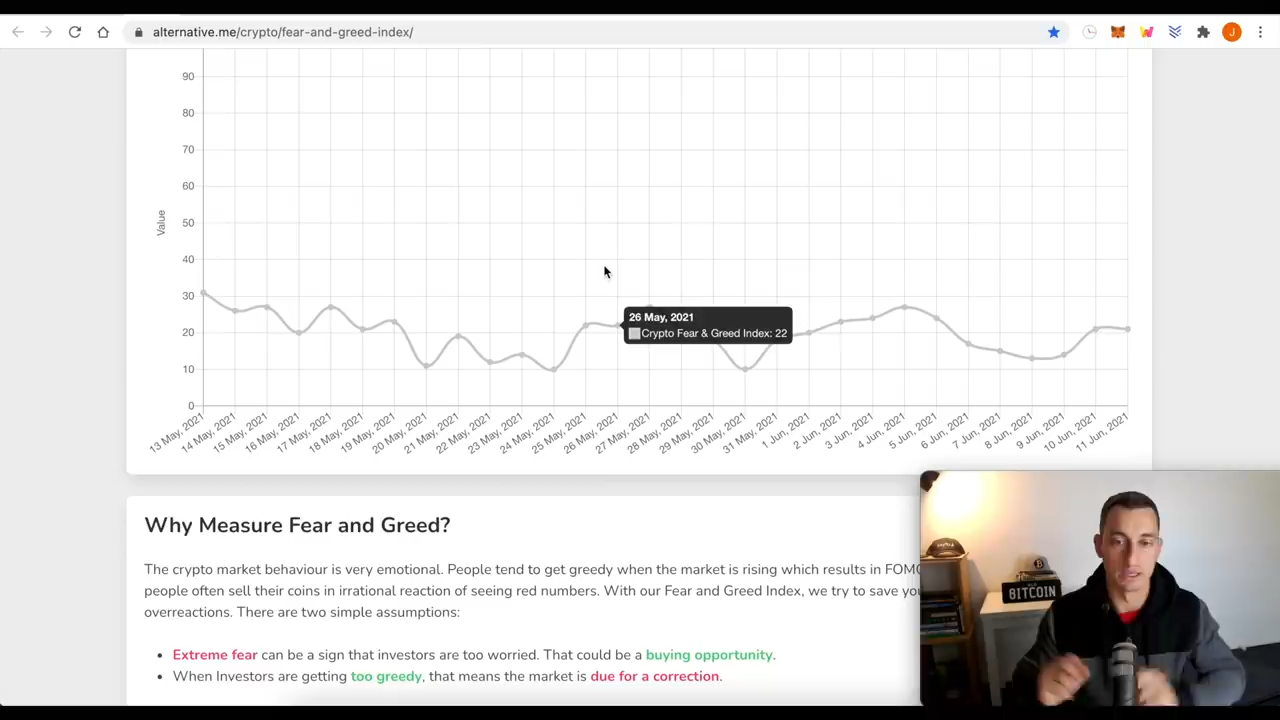 alternative.me/crypto/fear-and-greed-index/
J
90
80
70
60
50
40
30
20
10
0
Value
26 May, 2021
Crypto Fear & Greed Index: 22
13 May, 2021
14 May, 2021
15 May, 2021
16 May, 2021
17 May, 2021
18 May, 2021
19 May, 2021
20 May, 2021
21 May, 2021
22 May, 2021
23 May, 2021
24 May, 2021
25 May, 2021
26 May, 2021
27 May, 2021
28 May, 2021
29 May, 2021
30 May, 2021
31 May, 2021
1 Jun, 2021
2 Jun, 2021
3 Jun, 2021
4 Jun, 2021
5 Jun, 2021
6 Jun, 2021
7 Jun, 2021
8 Jun, 2021
9 Jun, 2021
10 Jun, 2021
11 Jun, 2021
Why Measure Fear and Greed?
The crypto market behaviour is very emotional. People tend to get greedy when the market is rising which results in FOMO
people often sell their coins in irrational reaction of seeing red numbers. With our Fear and Greed Index, we try to save you
overreactions. There are two simple assumptions:
Extreme fear can be a sign that investors are too worried. That could be a buying opportunity.
When Investors are getting too greedy, that means the market is due for a correction.
BITCOIN